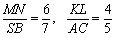 MN/SB = 6/7, KL/AC = 4/5